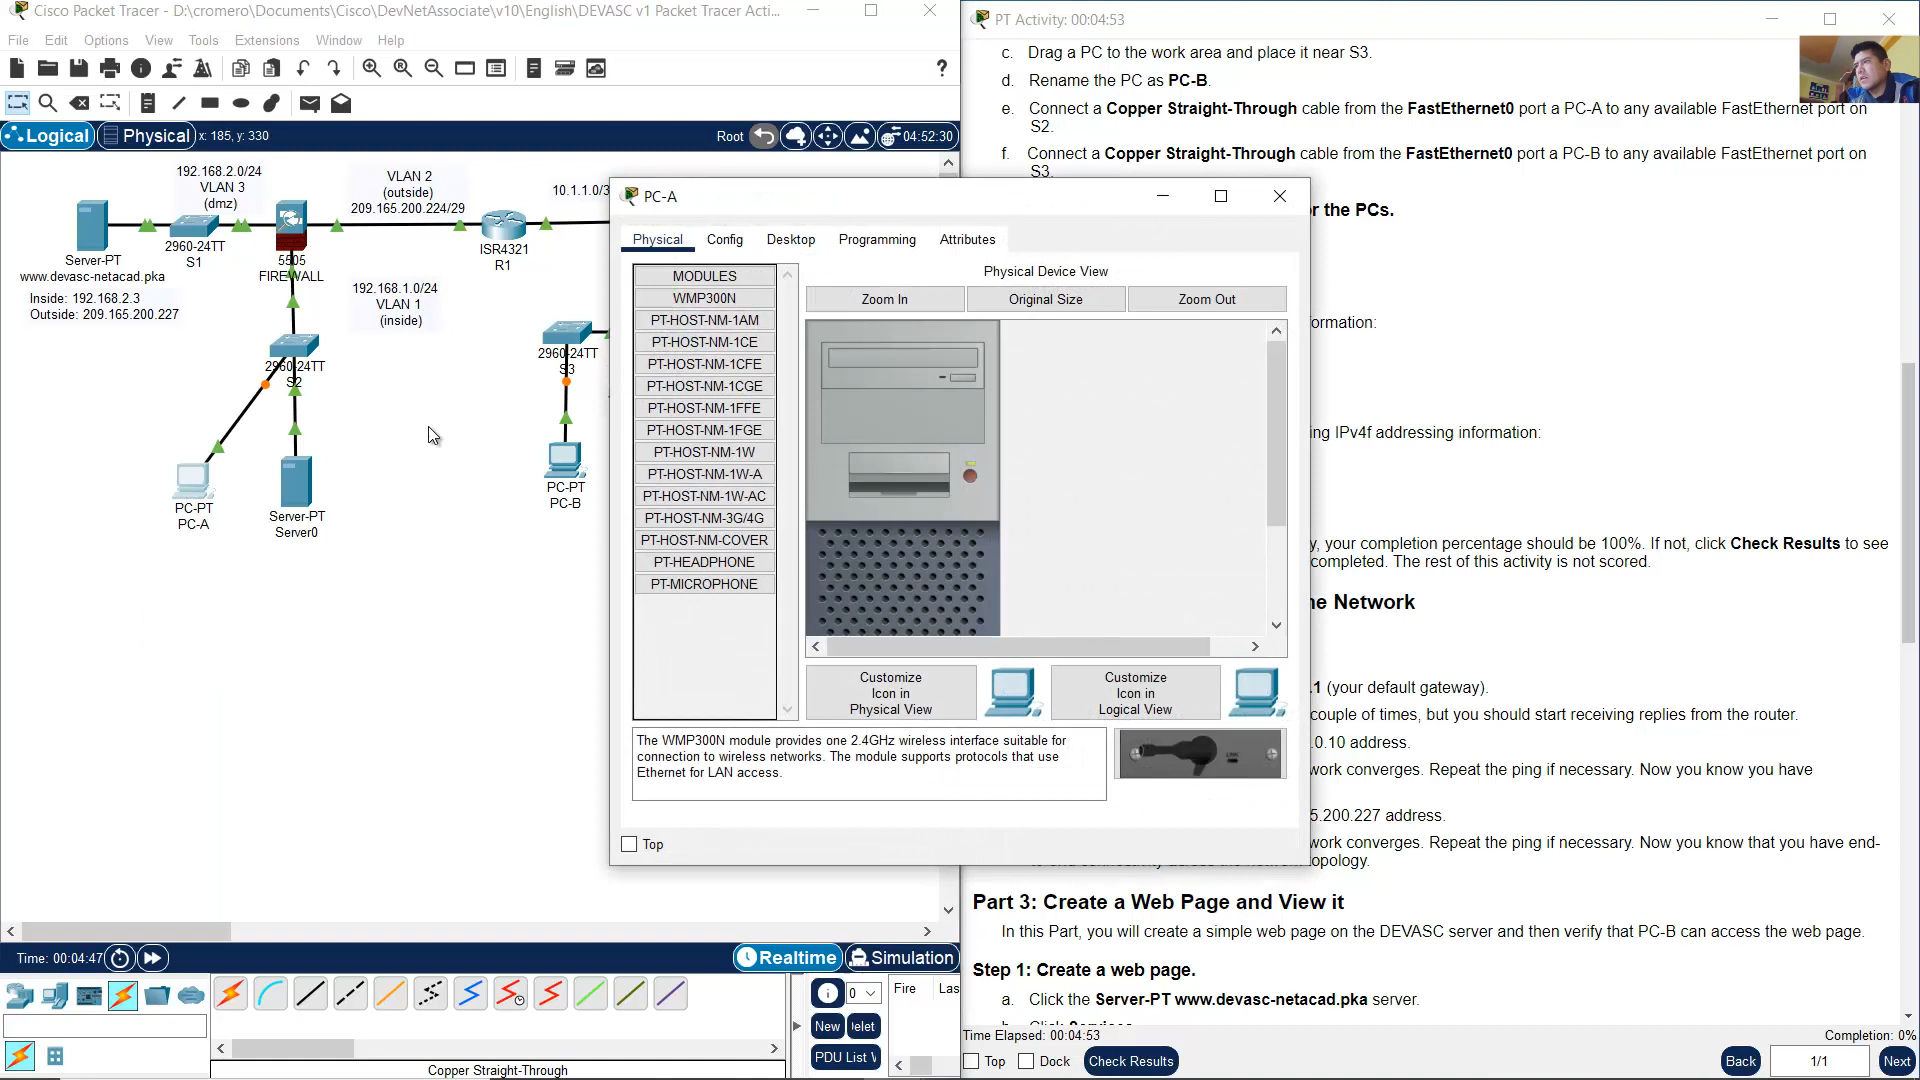 Cisco Packet Tracer - D:\cromero\Documents\Cisco\DevNetAssociate\v10\English\DEVASC v1 Packet Tracer Acti...
File Edit Options View Tools Extensions Window Help
Logical Physical x: 185, y: 330
Root 04:52:30
192.168.2.0/24
VLAN 3
(dmz)
VLAN 2
(outside)
209.165.200.224/29
10.1.1.0/3
2960-24TT
S1
ISR4321
R1
Server-PT
www.devasc-netacad.pka
5505
FIREWALL
Inside: 192.168.2.3
Outside: 209.165.200.227
192.168.1.0/24
VLAN 1
(inside)
2960-24TT
S2
2960-24TT
S3
PC-PT
PC-A
Server-PT
Server0
PC-PT
PC-B
PC-A
Physical Config Desktop Programming Attributes
MODULES
WMP300N
PT-HOST-NM-1AM
PT-HOST-NM-1CE
PT-HOST-NM-1CFE
PT-HOST-NM-1CGE
PT-HOST-NM-1FFE
PT-HOST-NM-1FGE
PT-HOST-NM-1W
PT-HOST-NM-1W-A
PT-HOST-NM-1W-AC
PT-HOST-NM-3G/4G
PT-HOST-NM-COVER
PT-HEADPHONE
PT-MICROPHONE
Physical Device View
Zoom In Original Size Zoom Out
Customize
Icon in
Physical View
Customize
Icon in
Logical View
The WMP300N module provides one 2.4GHz wireless interface suitable for
connection to wireless networks. The module supports protocols that use
Ethernet for LAN access.
Top
Time: 00:04:47
Realtime Simulation
0
Fire Las
New elet
PDU List
Copper Straight-Through
PT Activity: 00:04:53
c. Drag a PC to the work area and place it near S3.
d. Rename the PC as PC-B.
e. Connect a Copper Straight-Through cable from the FastEthernet0 port a PC-A to any available FastEthernet port on
S2.
f. Connect a Copper Straight-Through cable from the FastEthernet0 port a PC-B to any available FastEthernet port on
S3.
r the PCs.
ormation:
ng IPv4f addressing information:
y, your completion percentage should be 100%. If not, click Check Results to see
completed. The rest of this activity is not scored.
he Network
.1 (your default gateway).
couple of times, but you should start receiving replies from the router.
.0.10 address.
work converges. Repeat the ping if necessary. Now you know you have
5.200.227 address.
work converges. Repeat the ping if necessary. Now you know that you have end-
opology.
Part 3: Create a Web Page and View it
In this Part, you will create a simple web page on the DEVASC server and then verify that PC-B can access the web page.
Step 1: Create a web page.
a. Click the Server-PT www.devasc-netacad.pka server.
Time Elapsed: 00:04:53 Completion: 0%
Top Dock Check Results Back 1/1 Next